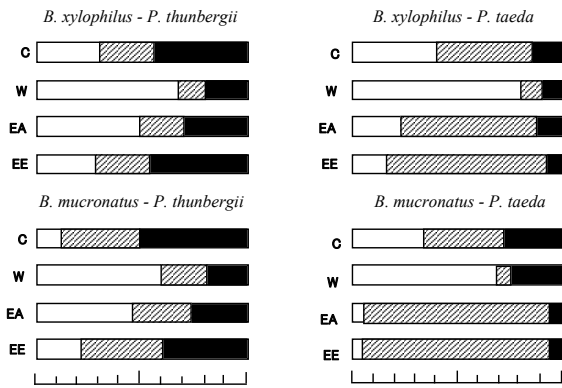 B. xylophilus - P. thunbergii
C
W
EA
EE
B. xylophilus - P. taeda
C
W
EA
EE
B. mucronatus - P. thunbergii
C
W
EA
EE
B. mucronatus - P. taeda
C
W
EA
EE